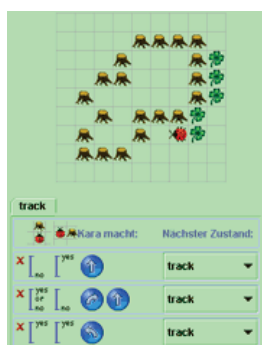 track
Kara macht: Nächster Zustand:
no yes track
yes or no no track
yes yes track